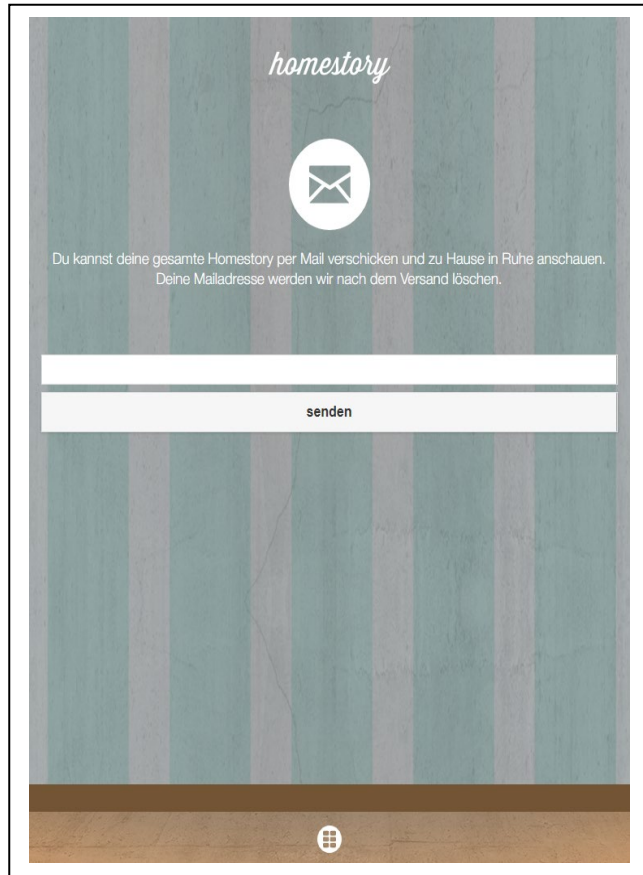 homestory
Du kannst deine gesamte Homestory per Mail verschicken und zu Hause in Ruhe anschauen.
Deine Mailadresse werden wir nach dem Versand löschen.
senden